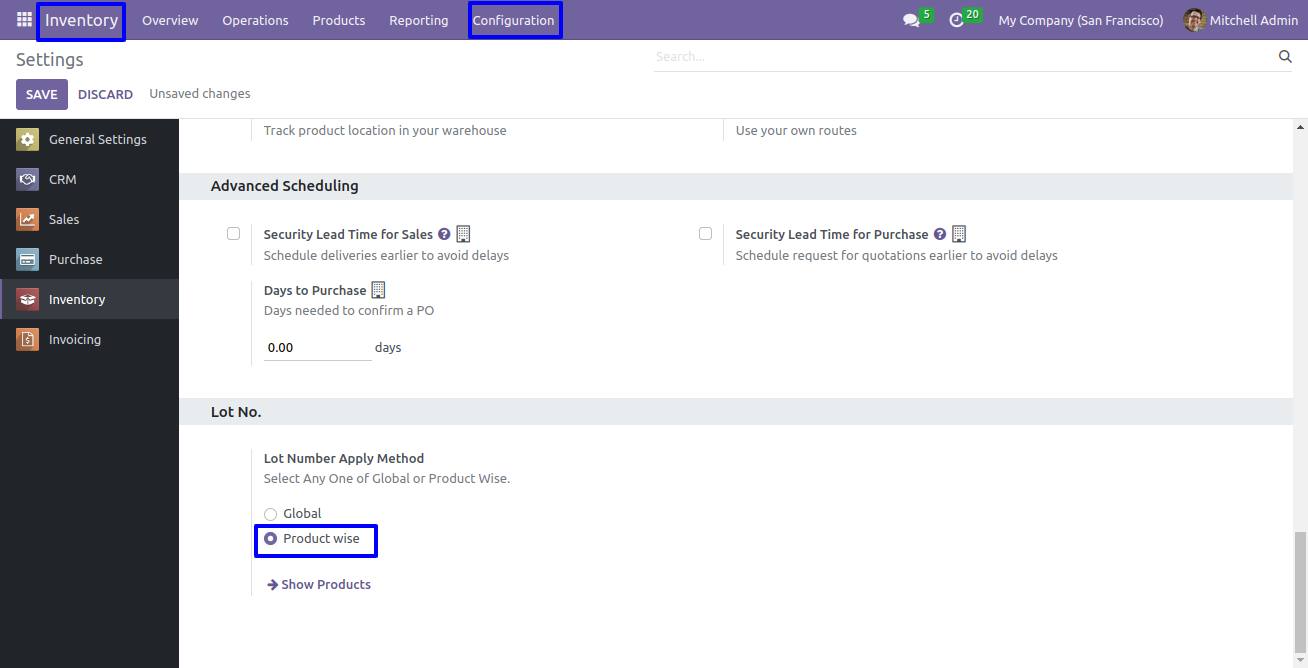 Inventory Overview Operations Products Reporting Configuration 5 20 My Company (San Francisco) Mitchell Admin
Settings Search...
SAVE DISCARD Unsaved changes
General Settings
CRM
Sales
Purchase
Inventory
Invoicing
Track product location in your warehouse Use your own routes
Advanced Scheduling
Security Lead Time for Sales ? Security Lead Time for Purchase ?
Schedule deliveries earlier to avoid delays Schedule request for quotations earlier to avoid delays
Days to Purchase
Days needed to confirm a PO
0.00 days
Lot No.
Lot Number Apply Method
Select Any One of Global or Product Wise.
Global
Product wise
Show Products